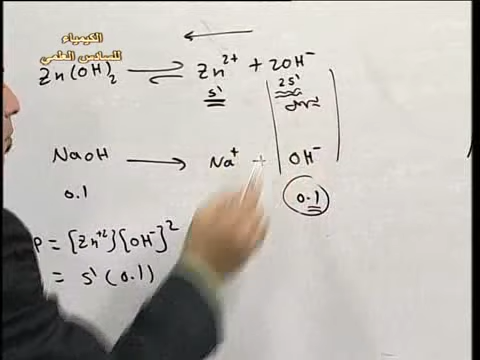 الكيمياء
للسادس العلمي
Zn(OH)₂ ⇌ Zn²⁺ + 2OH⁻
s' 2s'
NaOH → Na⁺ + OH⁻
0.1 0.1
P = [Zn⁺²][OH⁻]²
= s' (0.1)